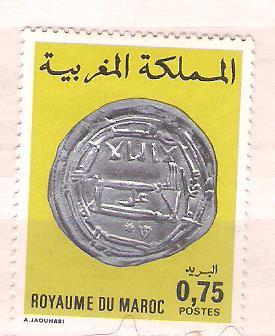 المملكة المغربية
البريد
0,75
POSTES
ROYAUME DU MAROC
A. JAOUHARI